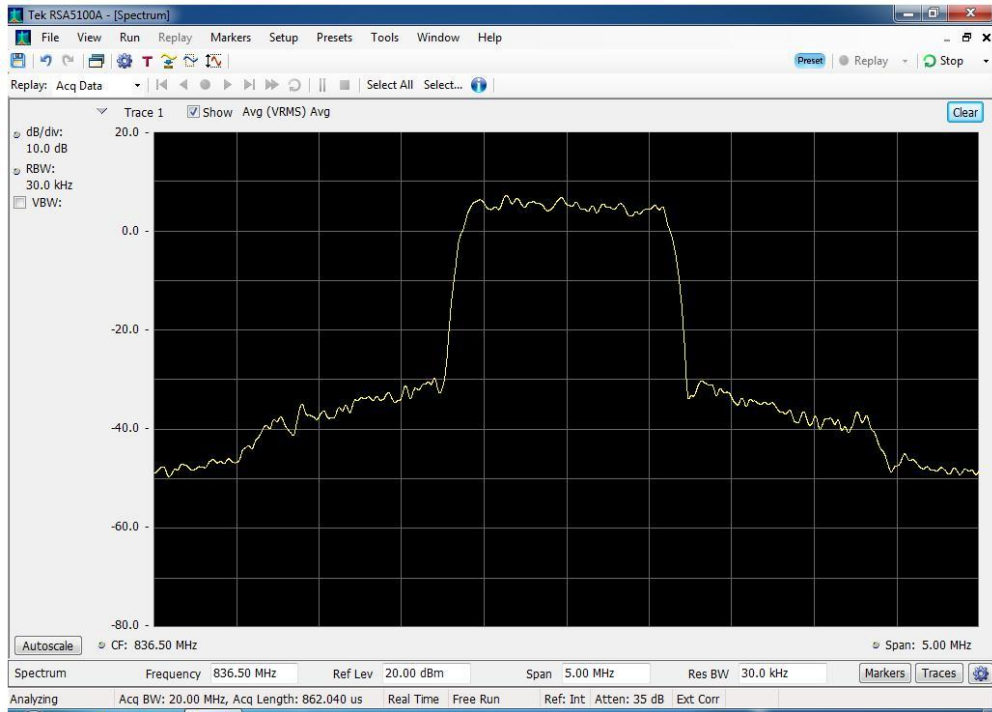 Tek RSA5100A - [Spectrum]
File View Run Replay Markers Setup Presets Tools Window Help
T Preset Replay Stop
Replay: Acq Data Select All Select...
Trace 1 Show Avg (VRMS) Avg Clear
dB/div:
10.0 dB
RBW:
30.0 kHz
VBW:
20.0 -
0.0 -
-20.0 -
-40.0 -
-60.0 -
-80.0 -
Autoscale CF: 836.50 MHz Span: 5.00 MHz
Spectrum Frequency 836.50 MHz Ref Lev 20.00 dBm Span 5.00 MHz Res BW 30.0 kHz Markers Traces
Analyzing Acq BW: 20.00 MHz, Acq Length: 862.040 us Real Time Free Run Ref: Int Atten: 35 dB Ext Corr